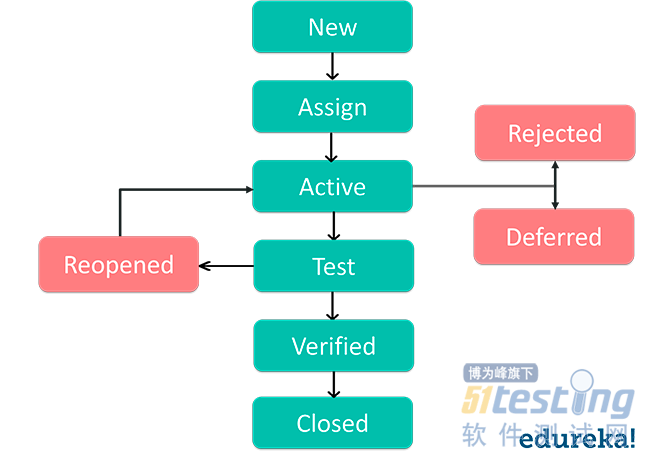 New
Assign
Rejected
Active
Deferred
Reopened
Test
Verified
博为峰旗下
51testing
Closed
软件测试网
edureka!